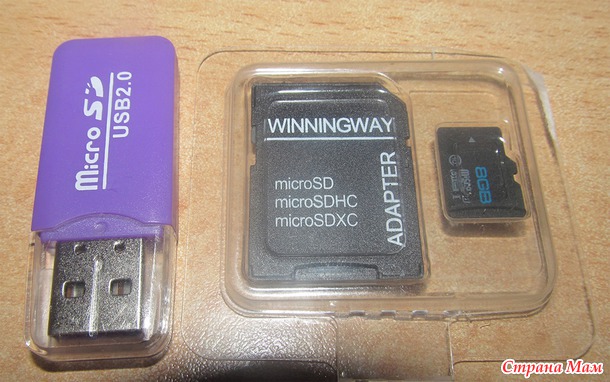 Micro SD
USB2.0
WINNINGWAY
microSD
microSDHC
microSDXC
ADAPTER
8GB
Страна Мам